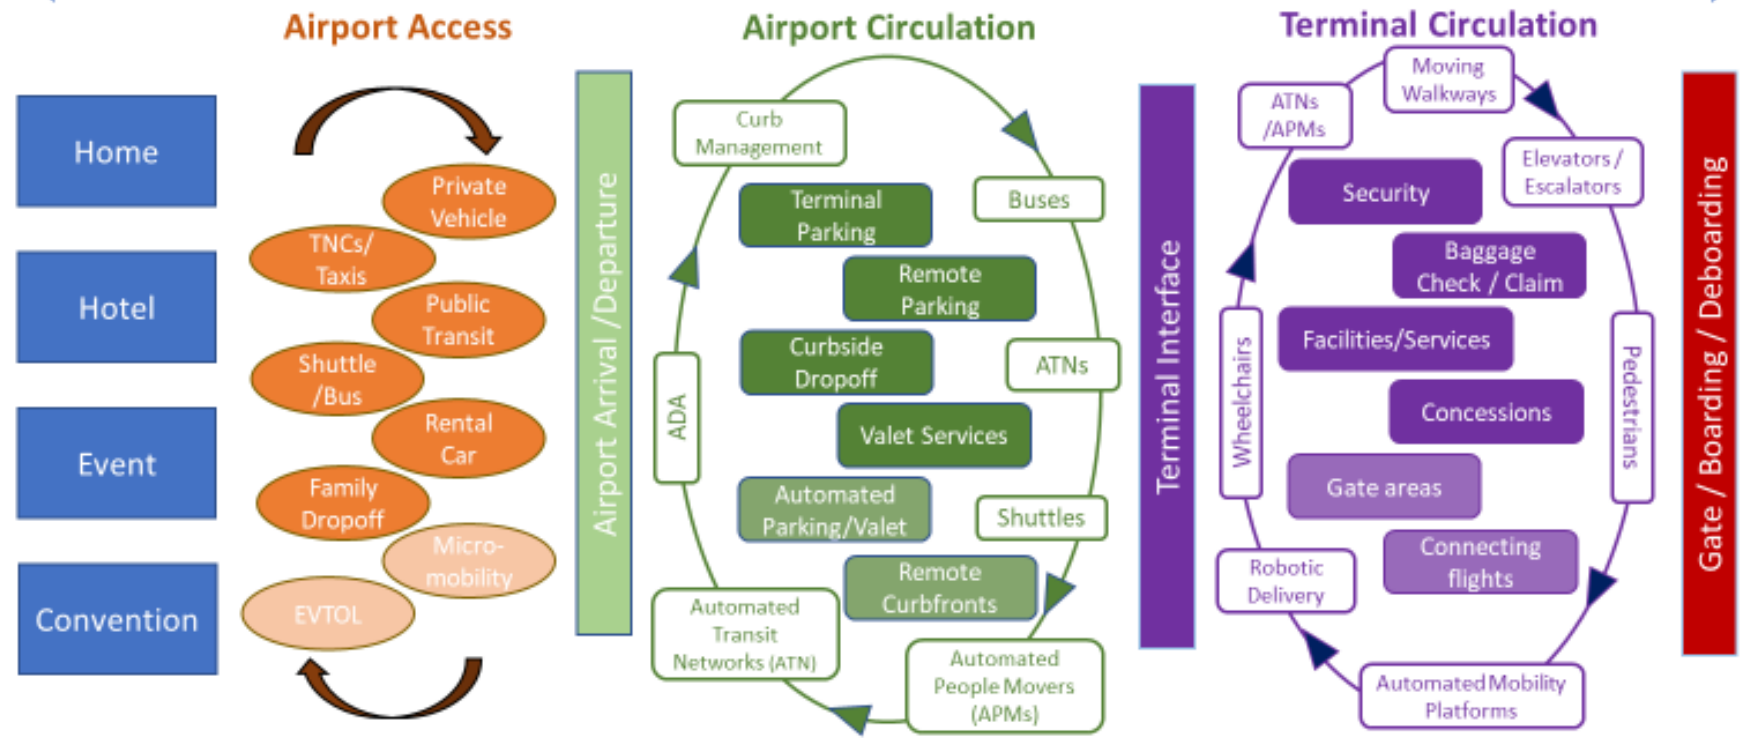 Airport Access
Airport Circulation
Terminal Circulation
Home
Hotel
Event
Convention
Private
Vehicle
TNCs/
Taxis
Public
Transit
Shuttle
/Bus
Rental
Car
Family
Dropoff
Micro-
mobility
EVTOL
Airport Arrival /Departure
Curb
Management
Buses
ATNs
Shuttles
Automated
People Movers
(APMs)
Automated
Transit
Networks (ATN)
ADA
Terminal
Parking
Remote
Parking
Curbside
Dropoff
Valet Services
Automated
Parking/Valet
Remote
Curbfronts
Terminal Interface
ATNs
/APMs
Moving
Walkways
Elevators /
Escalators
Pedestrians
Automated Mobility
Platforms
Robotic
Delivery
Wheelchairs
Security
Baggage
Check / Claim
Facilities/Services
Concessions
Gate areas
Connecting
flights
Gate / Boarding / Deboarding